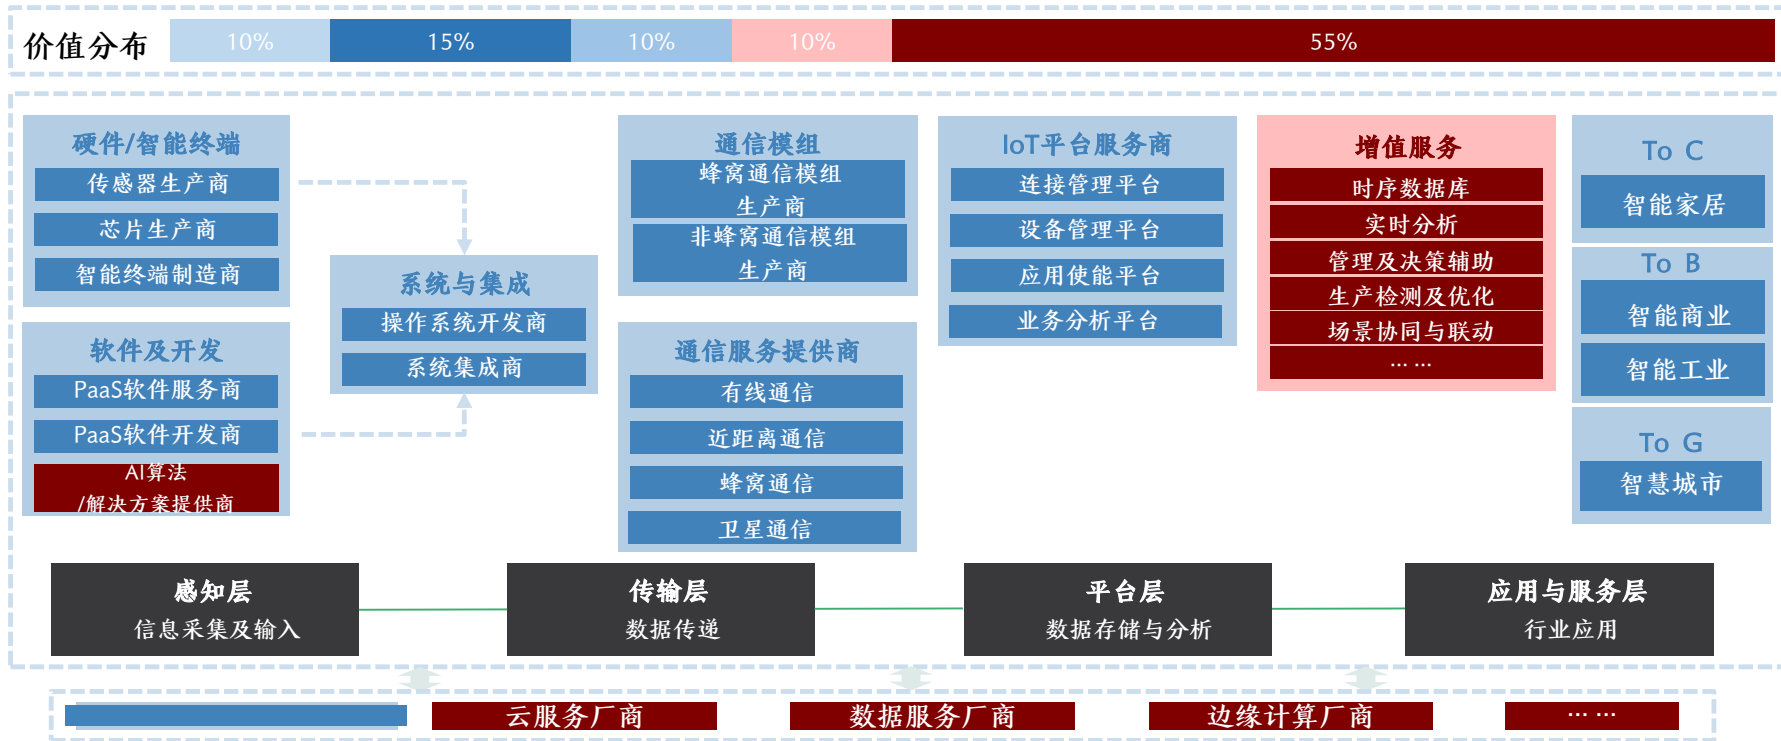 价值分布
10%
15%
10%
10%
55%
硬件/智能终端
传感器生产商
芯片生产商
智能终端制造商
软件及开发
PaaS软件服务商
PaaS软件开发商
AI算法
/解决方案提供商
系统与集成
操作系统开发商
系统集成商
通信模组
蜂窝通信模组
生产商
非蜂窝通信模组
生产商
通信服务提供商
有线通信
近距离通信
蜂窝通信
卫星通信
IoT平台服务商
连接管理平台
设备管理平台
应用使能平台
业务分析平台
增值服务
时序数据库
实时分析
管理及决策辅助
生产检测及优化
场景协同与联动
... ...
To C
智能家居
To B
智能商业
智能工业
To G
智慧城市
感知层
信息采集及输入
传输层
数据传递
平台层
数据存储与分析
应用与服务层
行业应用
云服务厂商
数据服务厂商
边缘计算厂商
... ...